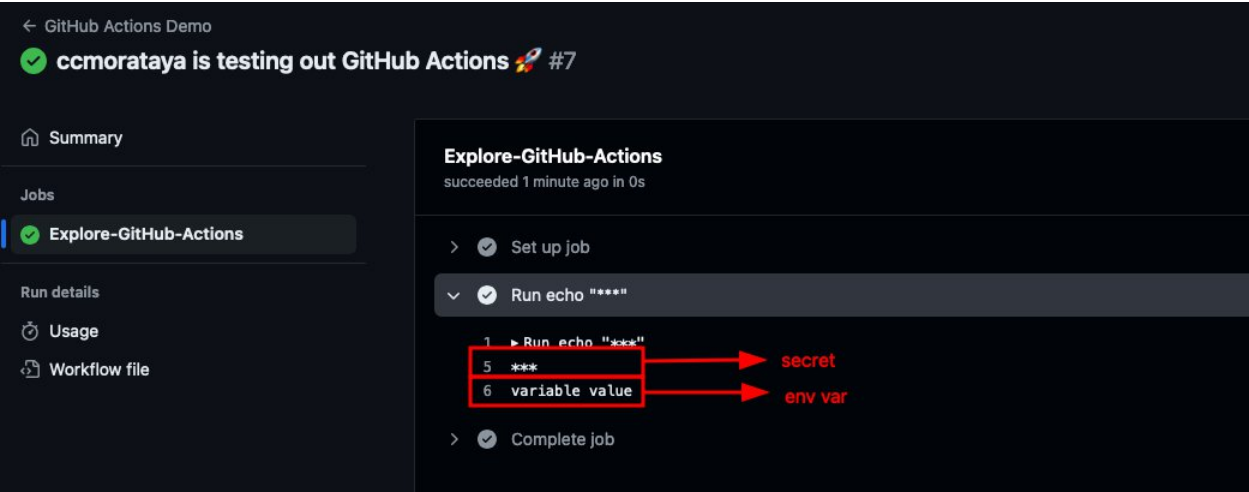 ← GitHub Actions Demo
ccmorataya is testing out GitHub Actions 🚀 #7
Summary
Jobs
Explore-GitHub-Actions
Run details
Usage
Workflow file
Explore-GitHub-Actions
succeeded 1 minute ago in 0s
Set up job
Run echo "***"
1 ▸ Run echo "***"
5 *** secret
6 variable value env var
Complete job